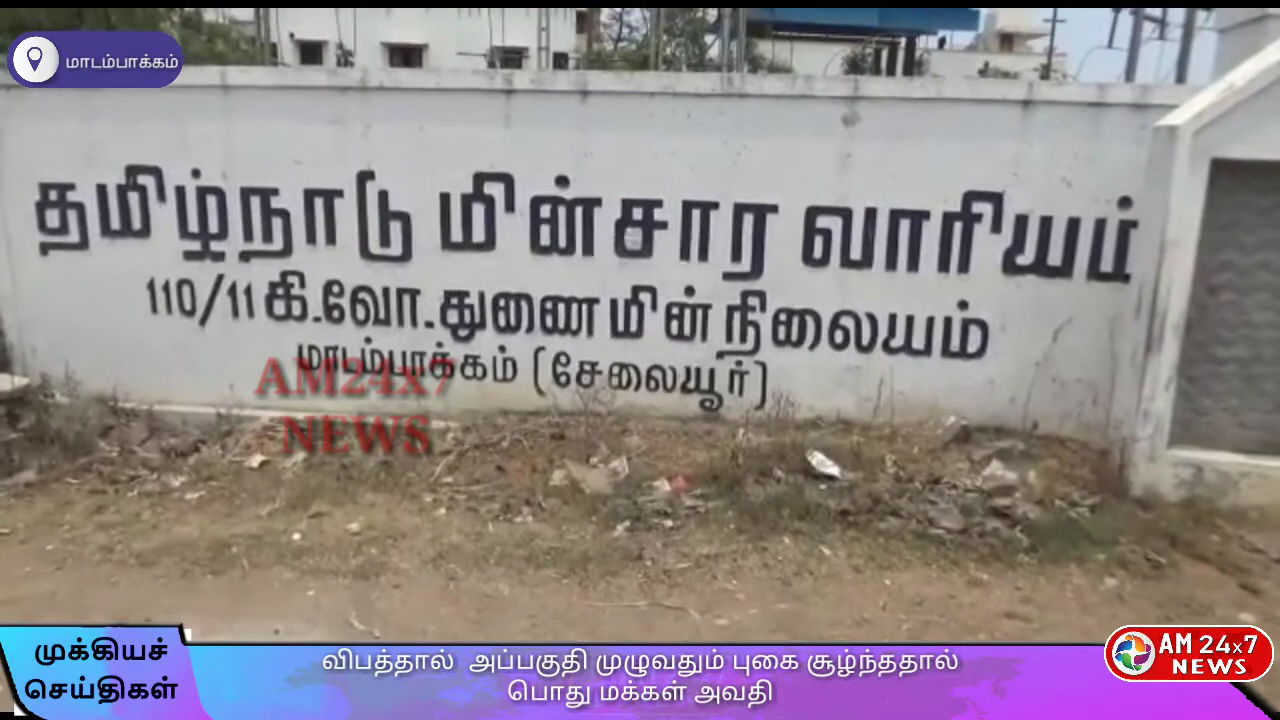 மாடம்பாக்கம்
தமிழ்நாடு மின்சார வாரியம்
110/11 கி.வோ.துணை மின் நிலையம்
மாடம்பாக்கம் (சேலையூர்)
AM24x7
NEWS
முக்கியச்
செய்திகள்
விபத்தால் அப்பகுதி முழுவதும் புகை சூழ்ந்ததால்
பொது மக்கள் அவதி
AM 24x7
NEWS